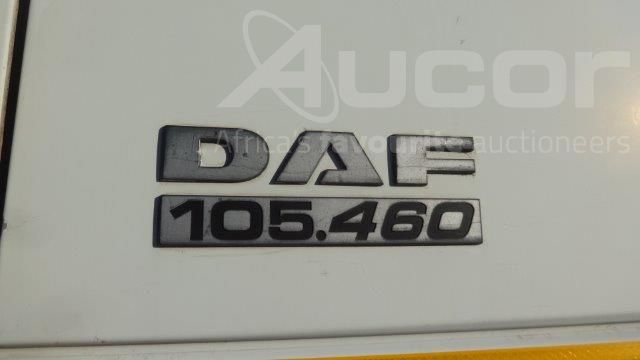 Aucor
Africa's favourite auctioneers
DAF
105.460